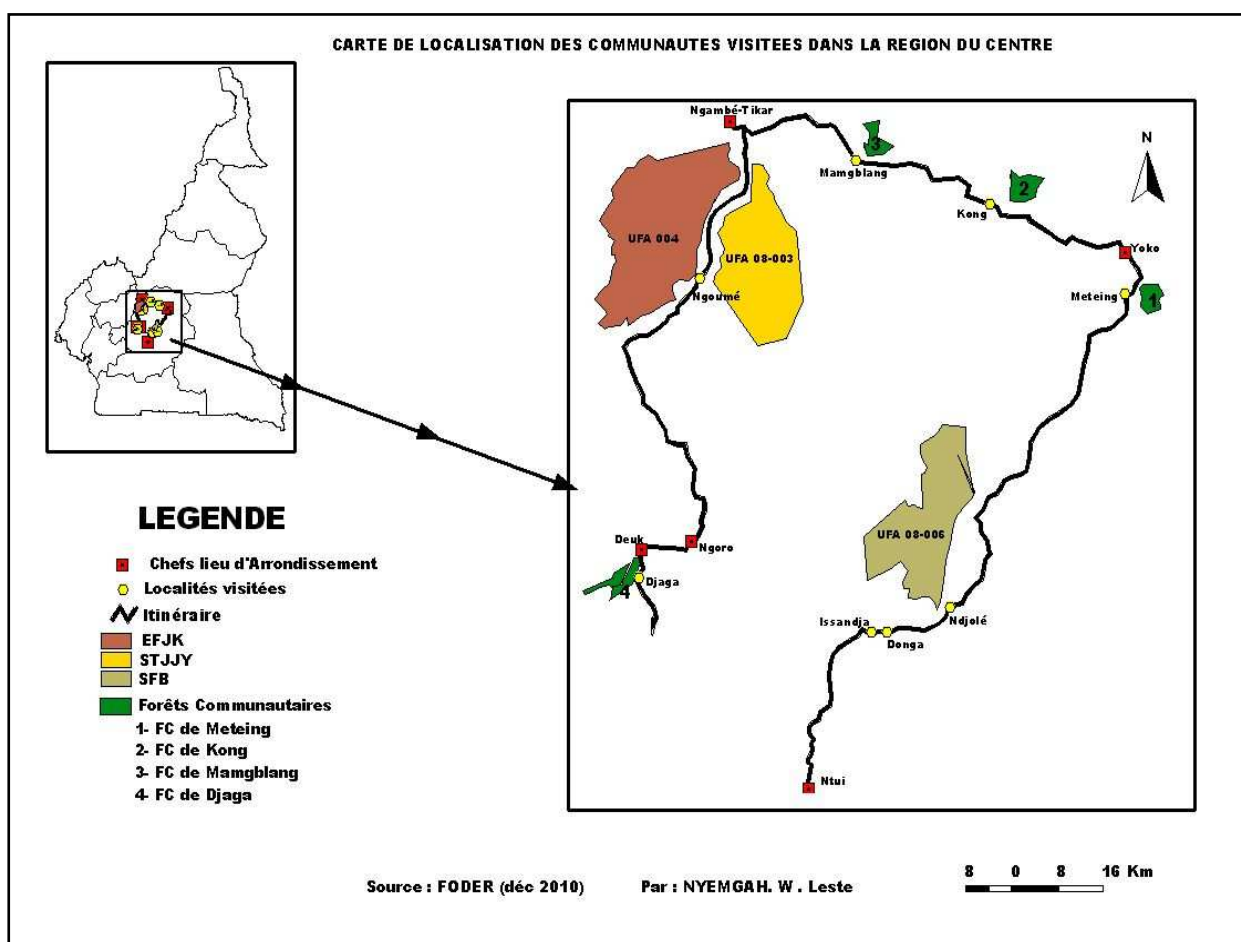 CARTE DE LOCALISATION DES COMMUNAUTES VISITEES DANS LA REGION DU CENTRE
Ngambé-Tikar
N
3
Mamgblang
2
Kong
UFA 004
UFA 08-003
Yoko
Ngoumé
Meteing
1
UFA 08-006
Deuk
Ngoro
Djaga
4
Ndjolé
Issandja
Donga
Ntui
LEGENDE
Chefs lieu d'Arrondissement
Localités visitées
Itinéraire
EFJK
STJJY
SFB
Forêts Communautaires
1- FC de Meteing
2- FC de Kong
3- FC de Mamgblang
4- FC de Djaga
Source : FODER (déc 2010)
Par : NYEMGAH. W . Leste
8 0 8 16 Km